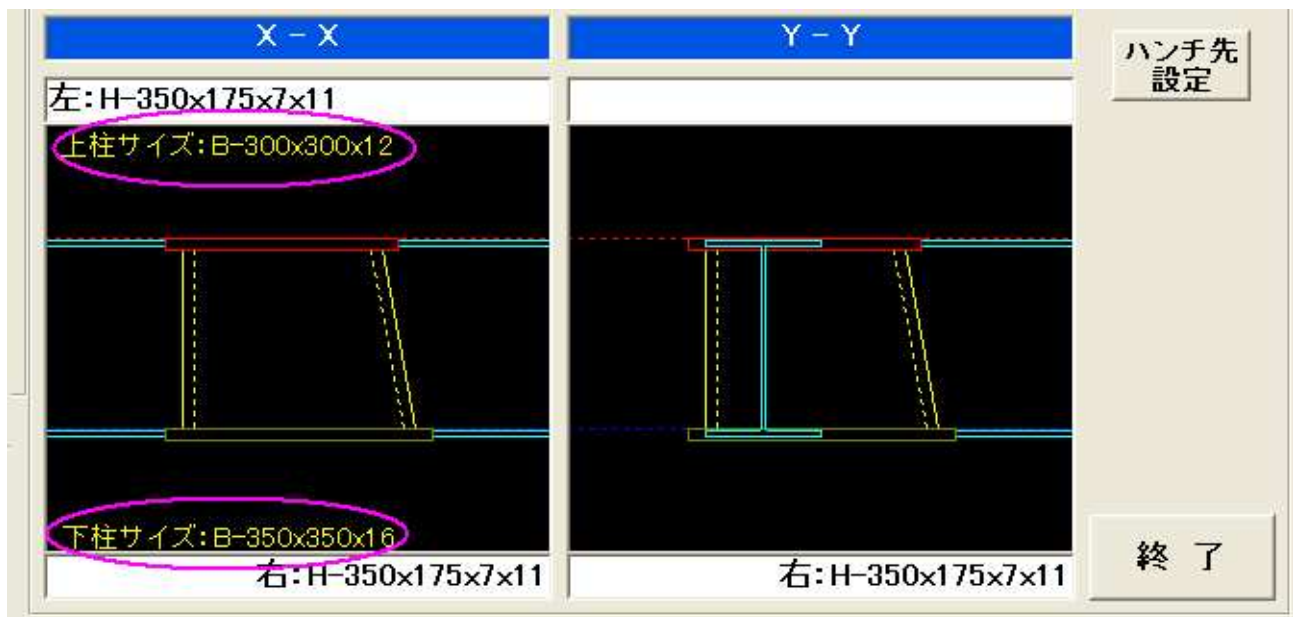 X－X
Y－Y
ハンチ先
設定
左:H-350x175x7x11
上柱サイズ:B-300x300x12
下柱サイズ:B-350x350x16
右:H-350x175x7x11
右:H-350x175x7x11
終 了